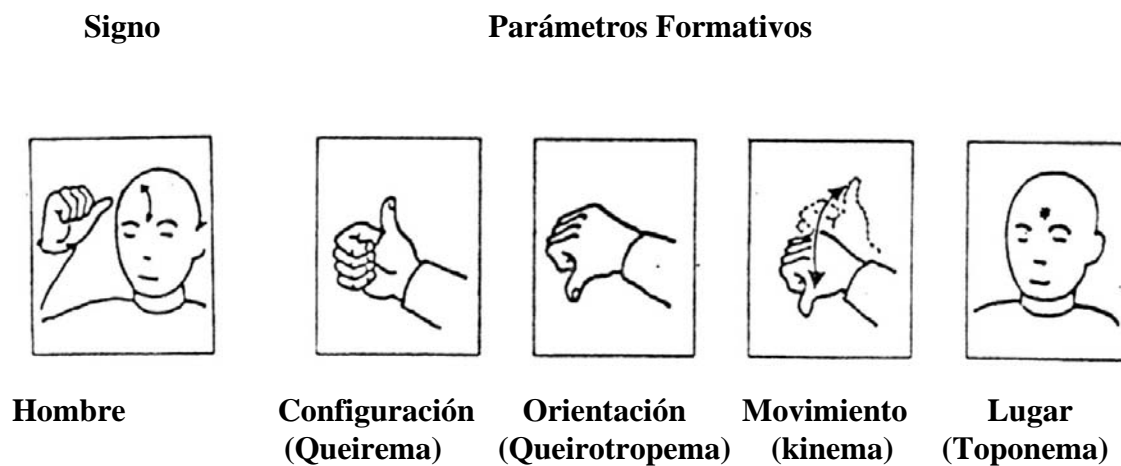 Signo Parámetros Formativos
Hombre Configuración Orientación Movimiento Lugar
(Queirema) (Queirotropema) (kinema) (Toponema)